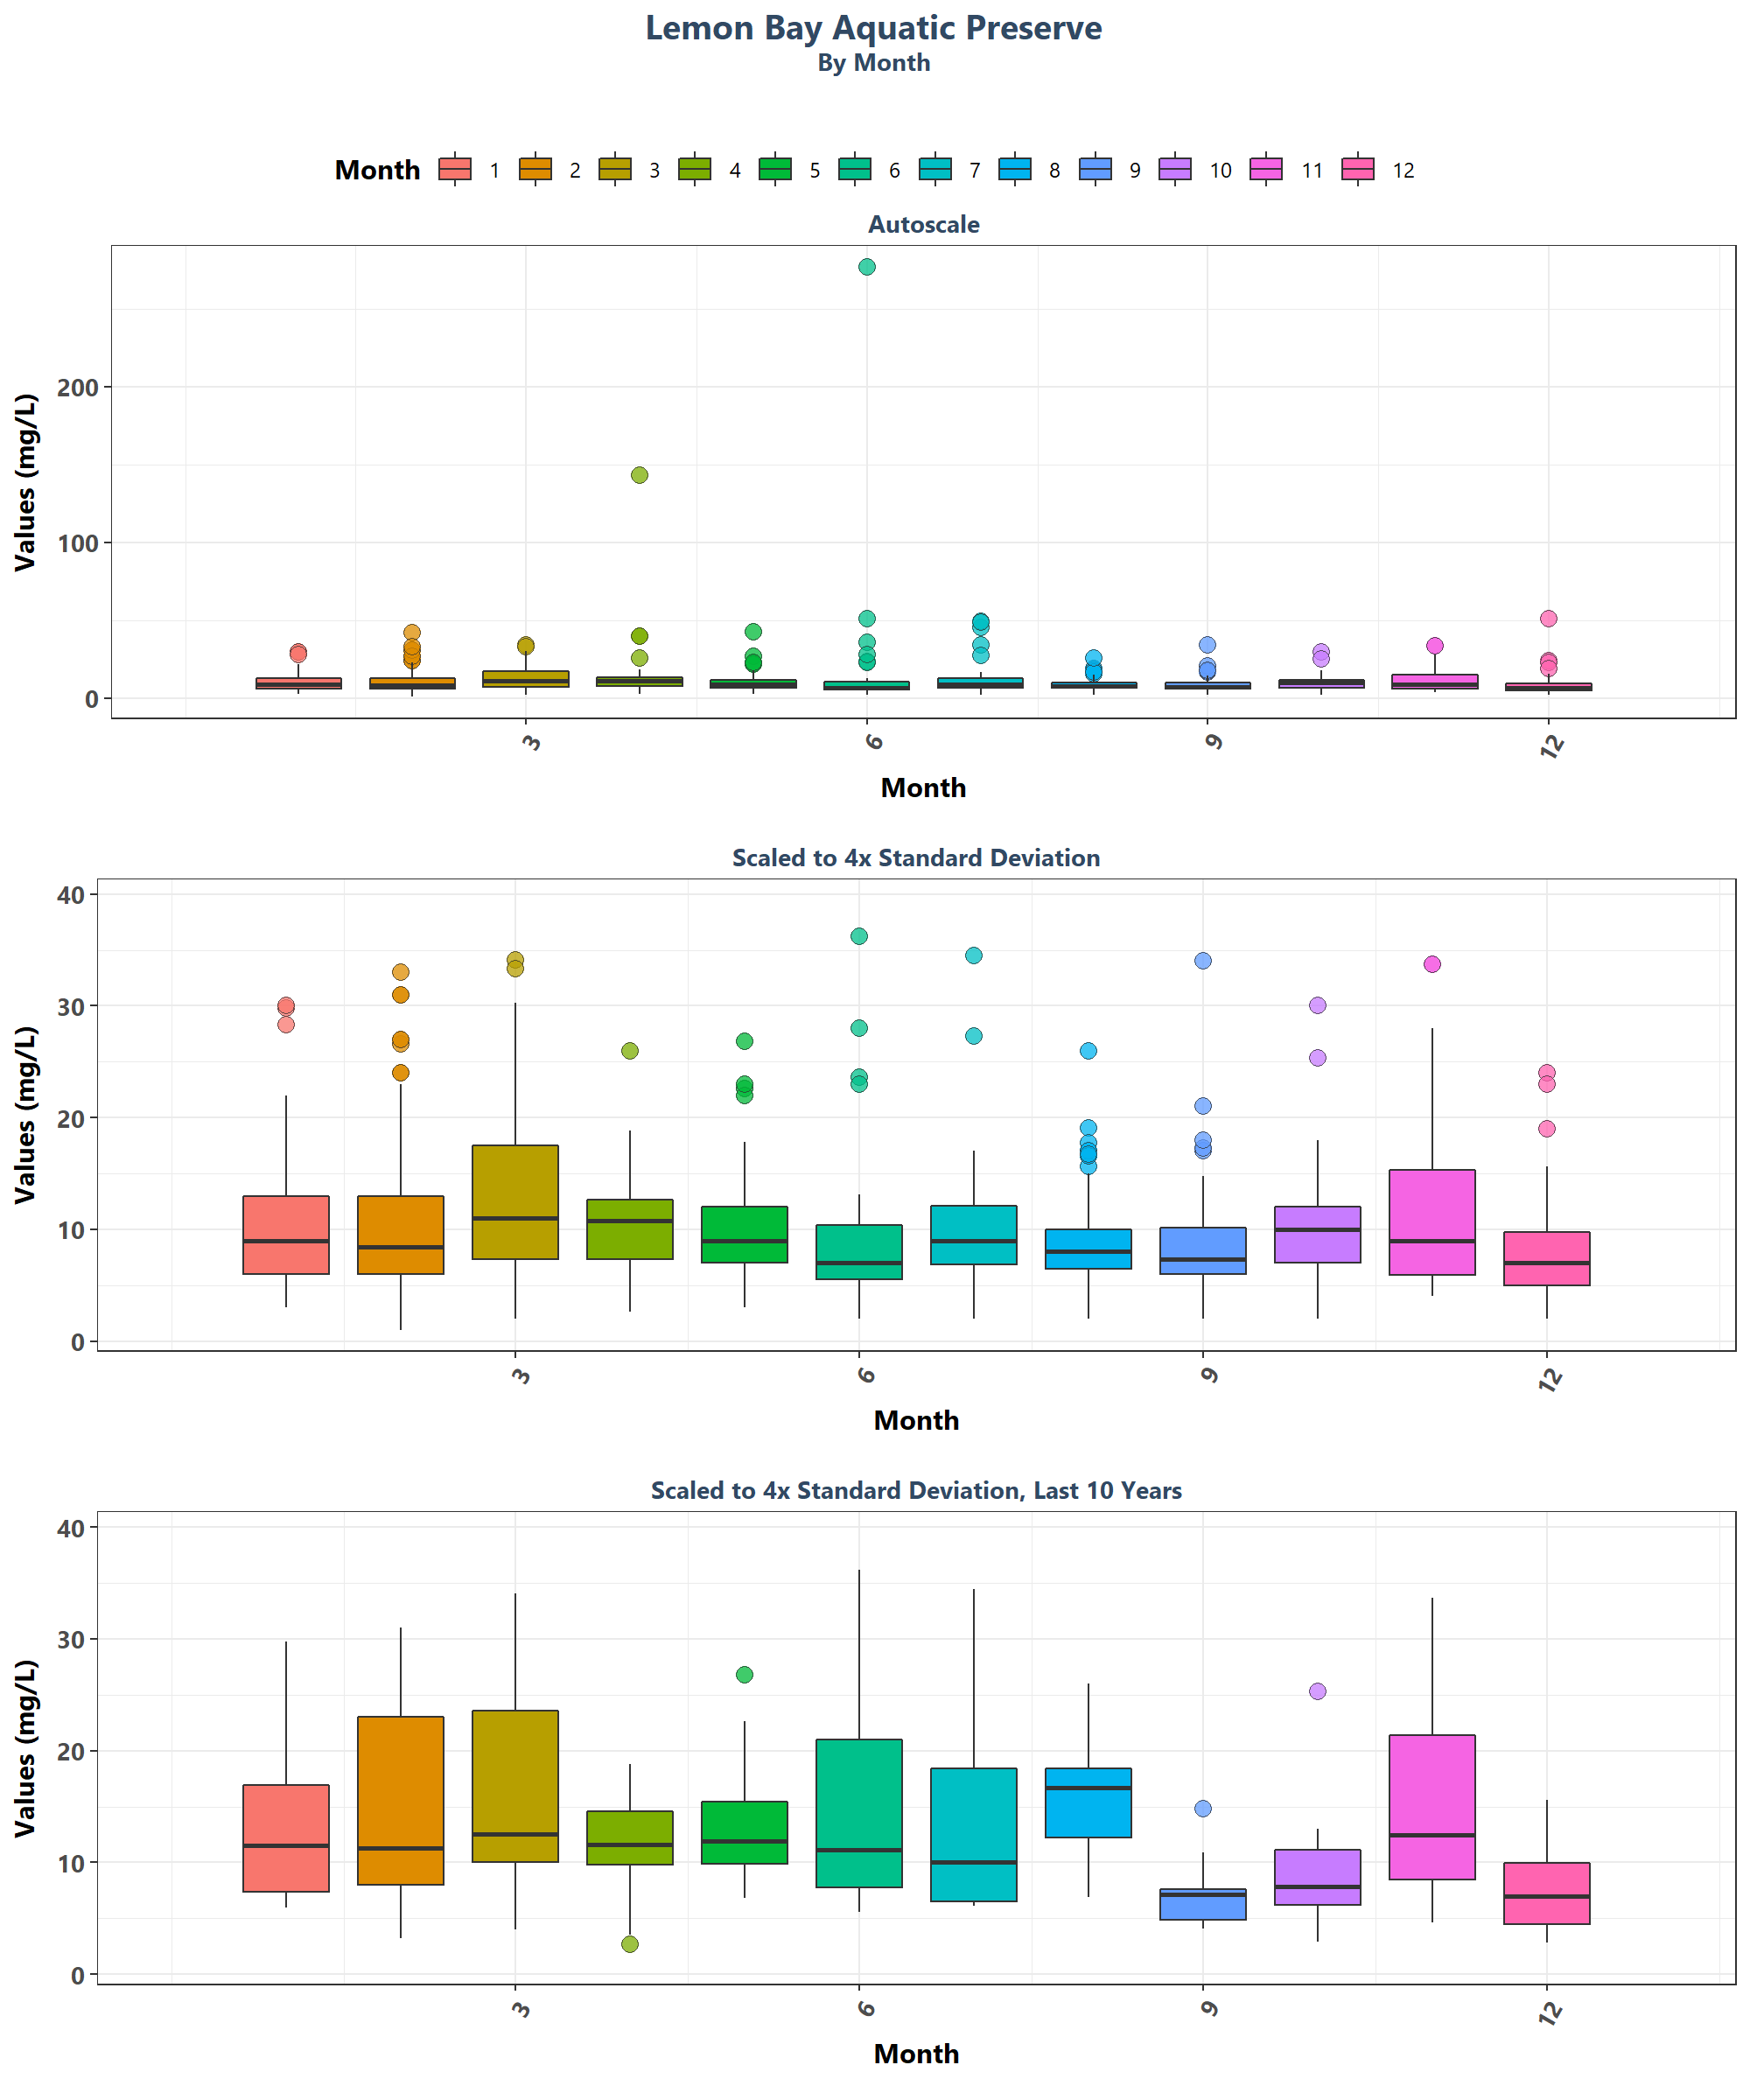 Lemon Bay Aquatic Preserve
By Month
Month 1 2 3 4 5 6 7 8 9 10 11 12
Autoscale
Values (mg/L)
200
100
0
3 6 9 12
Month
Scaled to 4x Standard Deviation
Values (mg/L)
40
30
20
10
0
3 6 9 12
Month
Scaled to 4x Standard Deviation, Last 10 Years
Values (mg/L)
40
30
20
10
0
3 6 9 12
Month